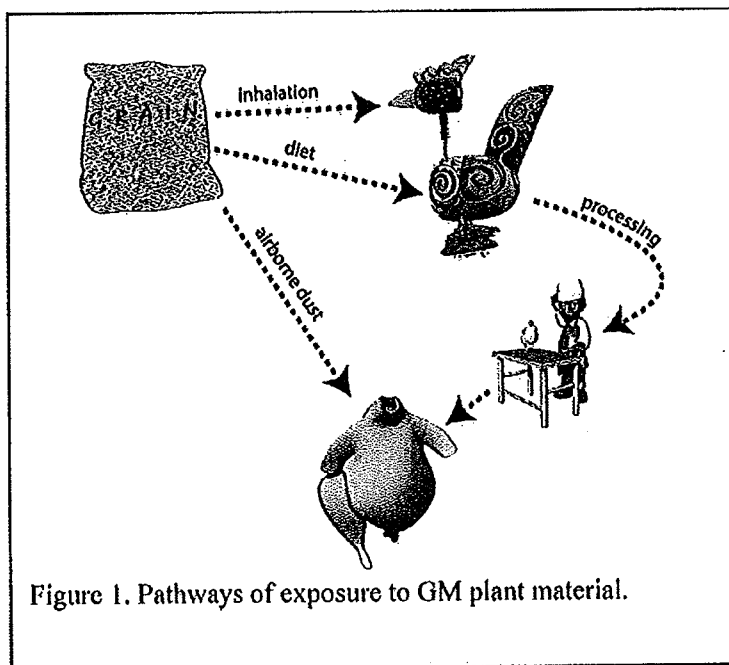 GRAIN
inhalation
diet
processing
airborne dust
Figure 1. Pathways of exposure to GM plant material.